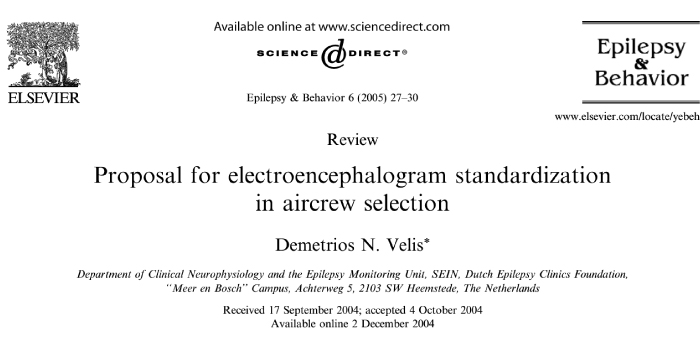 Available online at www.sciencedirect.com
SCIENCE DIRECT®
ELSEVIER
Epilepsy
&
Behavior
Epilepsy & Behavior 6 (2005) 27–30
www.elsevier.com/locate/yebeh
Review
Proposal for electroencephalogram standardization
in aircrew selection
Demetrios N. Velis*
Department of Clinical Neurophysiology and the Epilepsy Monitoring Unit, SEIN, Dutch Epilepsy Clinics Foundation,
“Meer en Bosch” Campus, Achterweg 5, 2103 SW Heemstede, The Netherlands
Received 17 September 2004; accepted 4 October 2004
Available online 2 December 2004